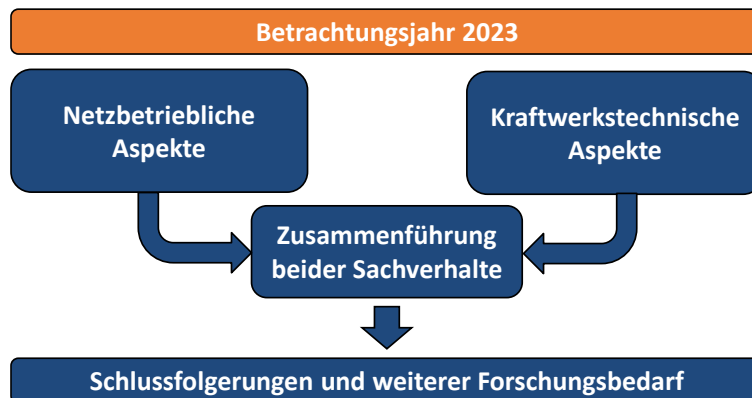 Betrachtungsjahr 2023
Netzbetriebliche
Aspekte
Kraftwerkstechnische
Aspekte
Zusammenführung
beider Sachverhalte
Schlussfolgerungen und weiterer Forschungsbedarf